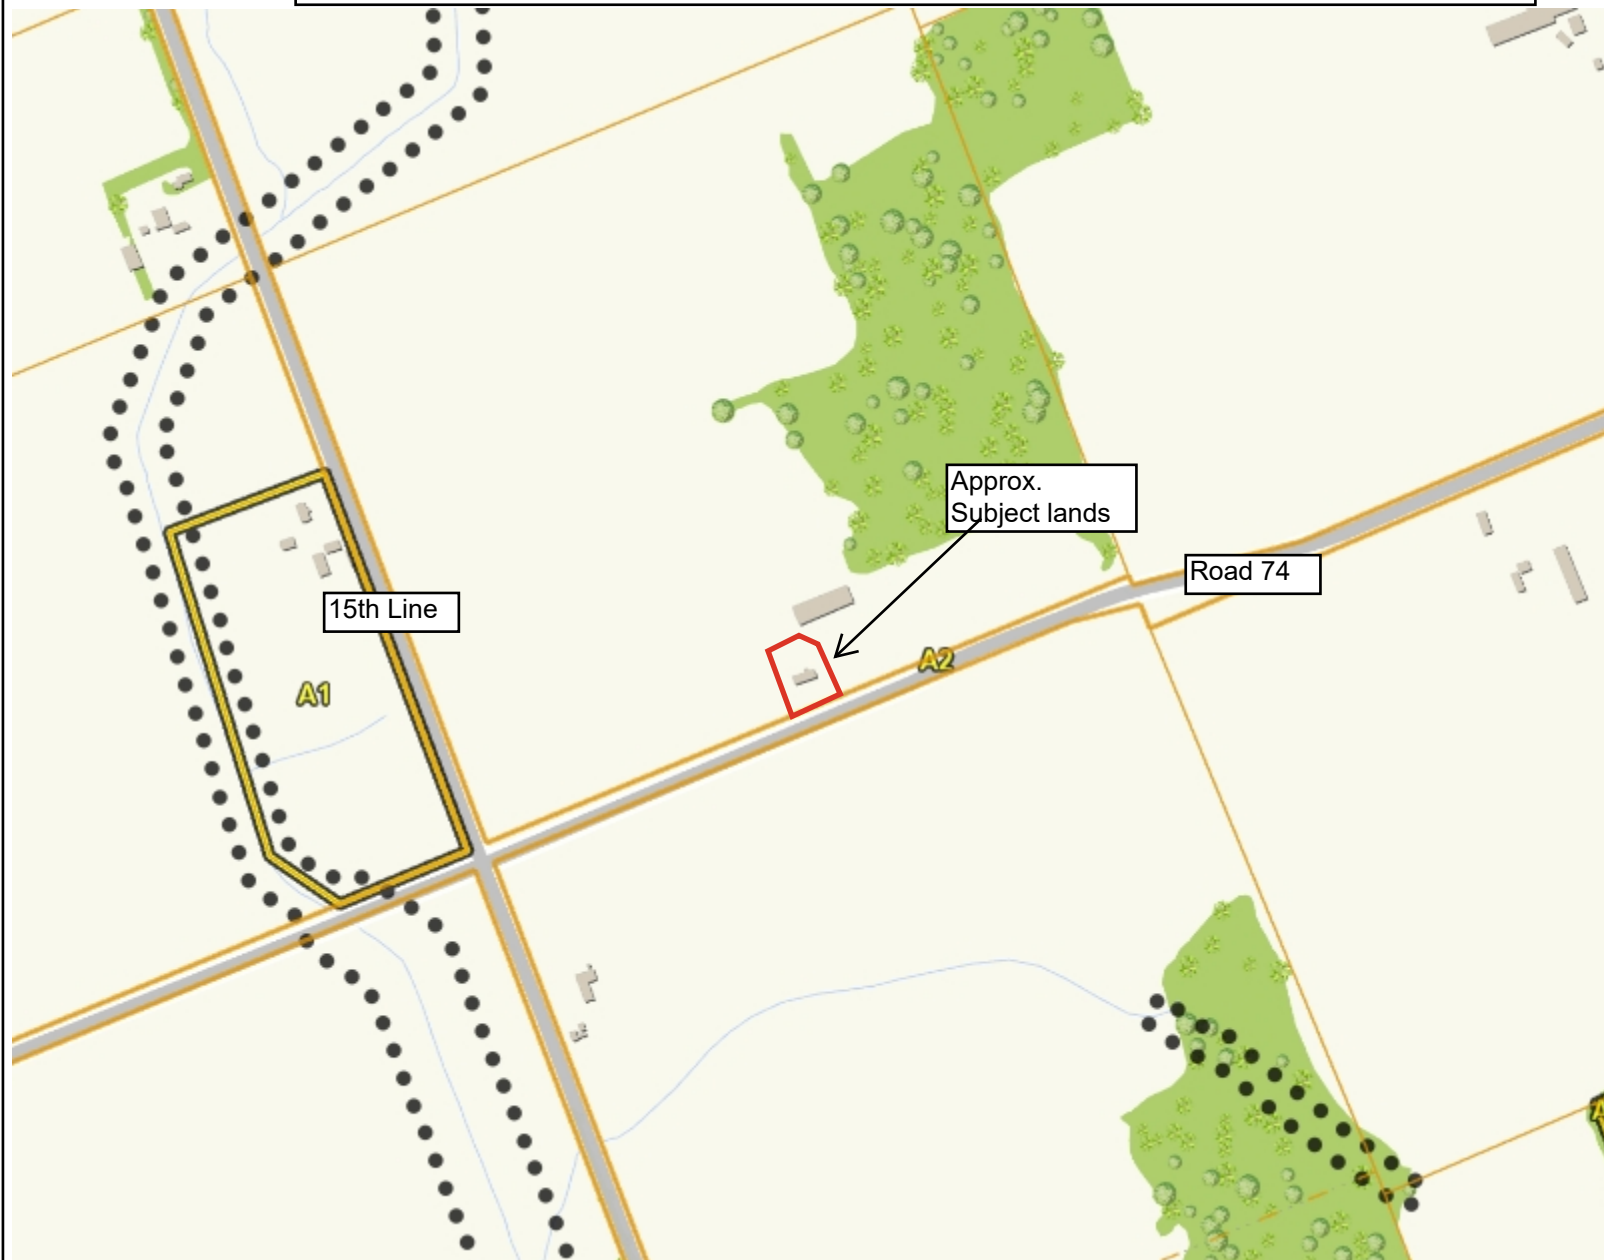 Approx.
Subject lands
Road 74
15th Line
A2
A1